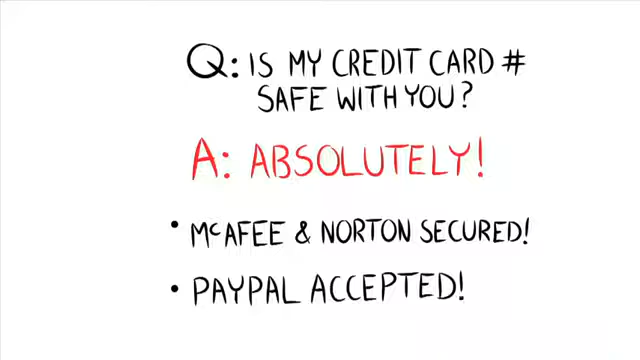 Q: IS MY CREDIT CARD #
SAFE WITH YOU?
A: ABSOLUTELY!
• McAFEE & NORTON SECURED!
• PAYPAL ACCEPTED!